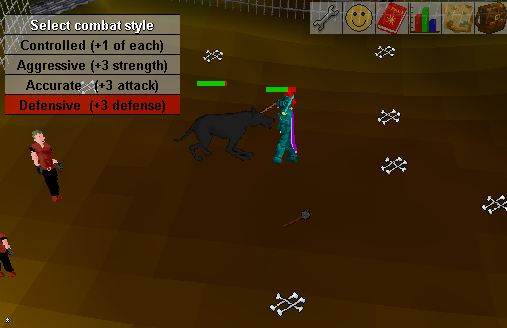 Select combat style
Controlled (+1 of each)
Aggressive (+3 strength)
Accurate (+3 attack)
Defensive (+3 defense)
*